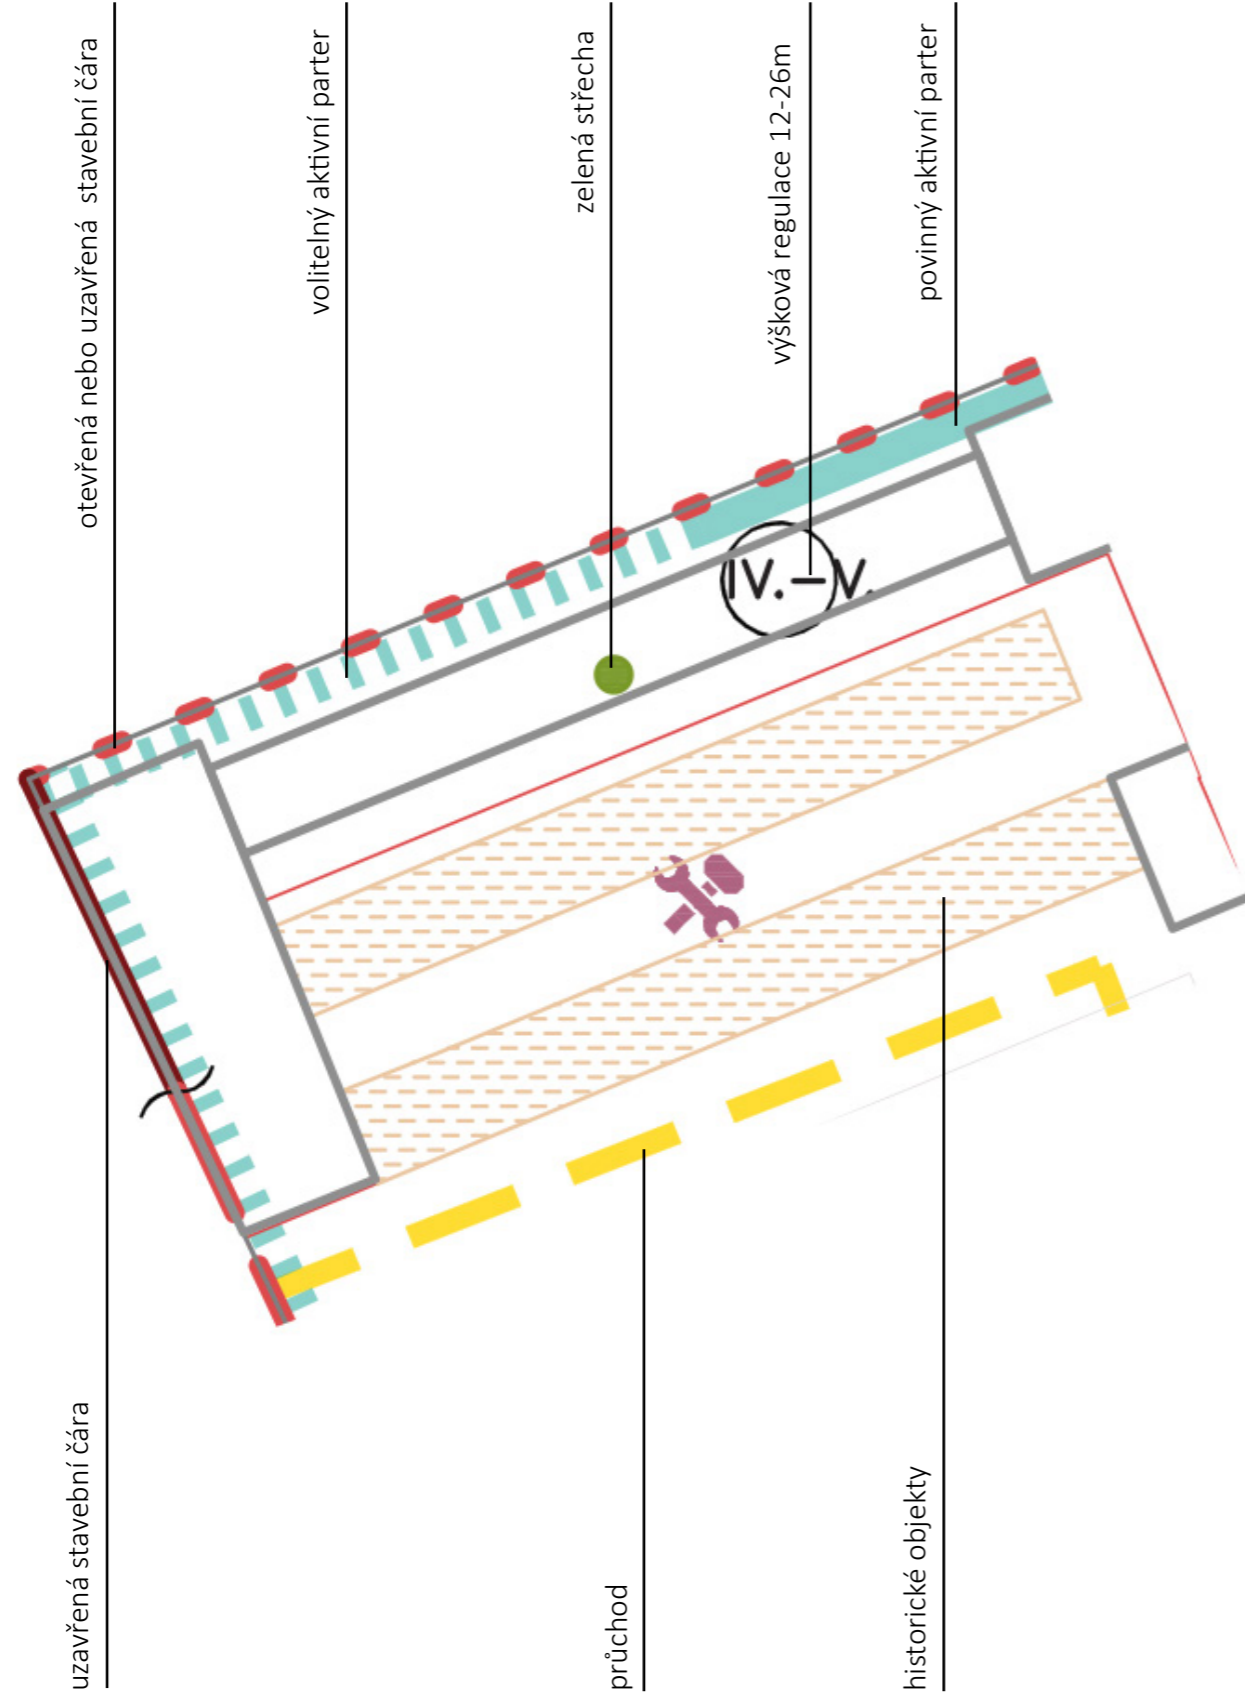 otevřená nebo uzavřená  stavební čára
volitelný aktivní parter
zelená střecha
výšková regulace 12-26m
povinný aktivní parter
IV.–V.
uzavřená stavební čára
průchod
historické objekty